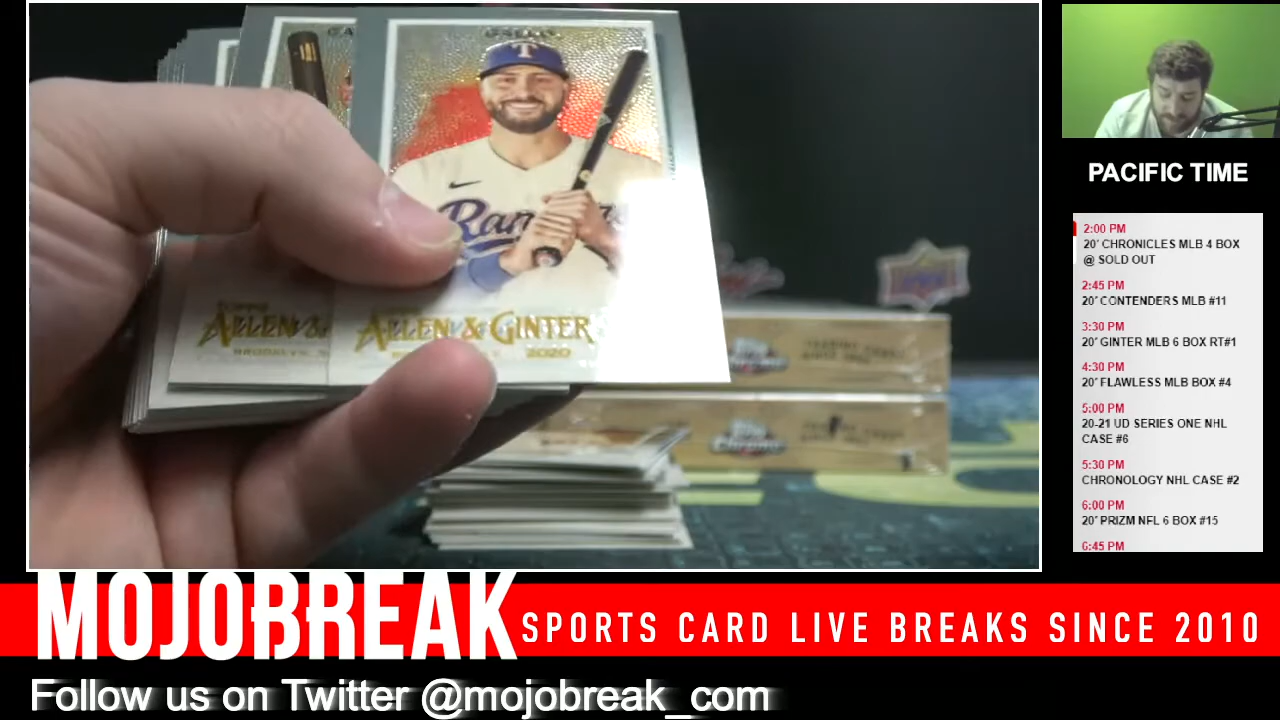 GALLO
T
Ran
ALLEN &
ALLEN & GINTER
2020
PACIFIC TIME
2:00 PM
20' CHRONICLES MLB 4 BOX
@ SOLD OUT
2:45 PM
20' CONTENDERS MLB #11
3:30 PM
20' GINTER MLB 6 BOX RT#1
4:30 PM
20' FLAWLESS MLB BOX #4
5:00 PM
20-21 UD SERIES ONE NHL
CASE #6
5:30 PM
CHRONOLOGY NHL CASE #2
6:00 PM
20' PRIZM NFL 6 BOX #15
6:45 PM
MOJOBREAK
SPORTS CARD LIVE BREAKS SINCE 2010
Follow us on Twitter @mojobreak_com